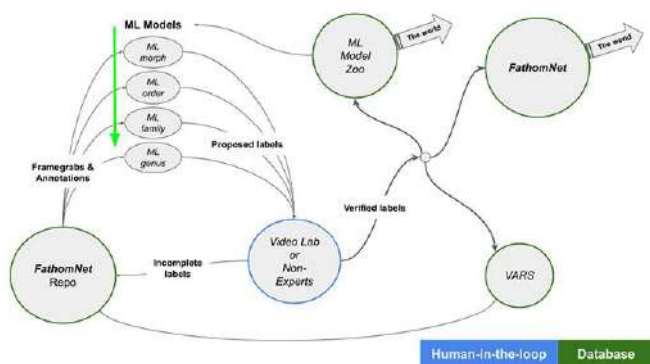 ML Models
ML
morph
ML
order
ML
family
ML
genus
Framegrabs &
Annotations
Proposed labels
ML
Model
Zoo
The world
FathomNet
The world
Verified labels
FathomNet
Repo
Incomplete
labels
Video Lab
or
Non-
Experts
VARS
Human-in-the-loop
Database